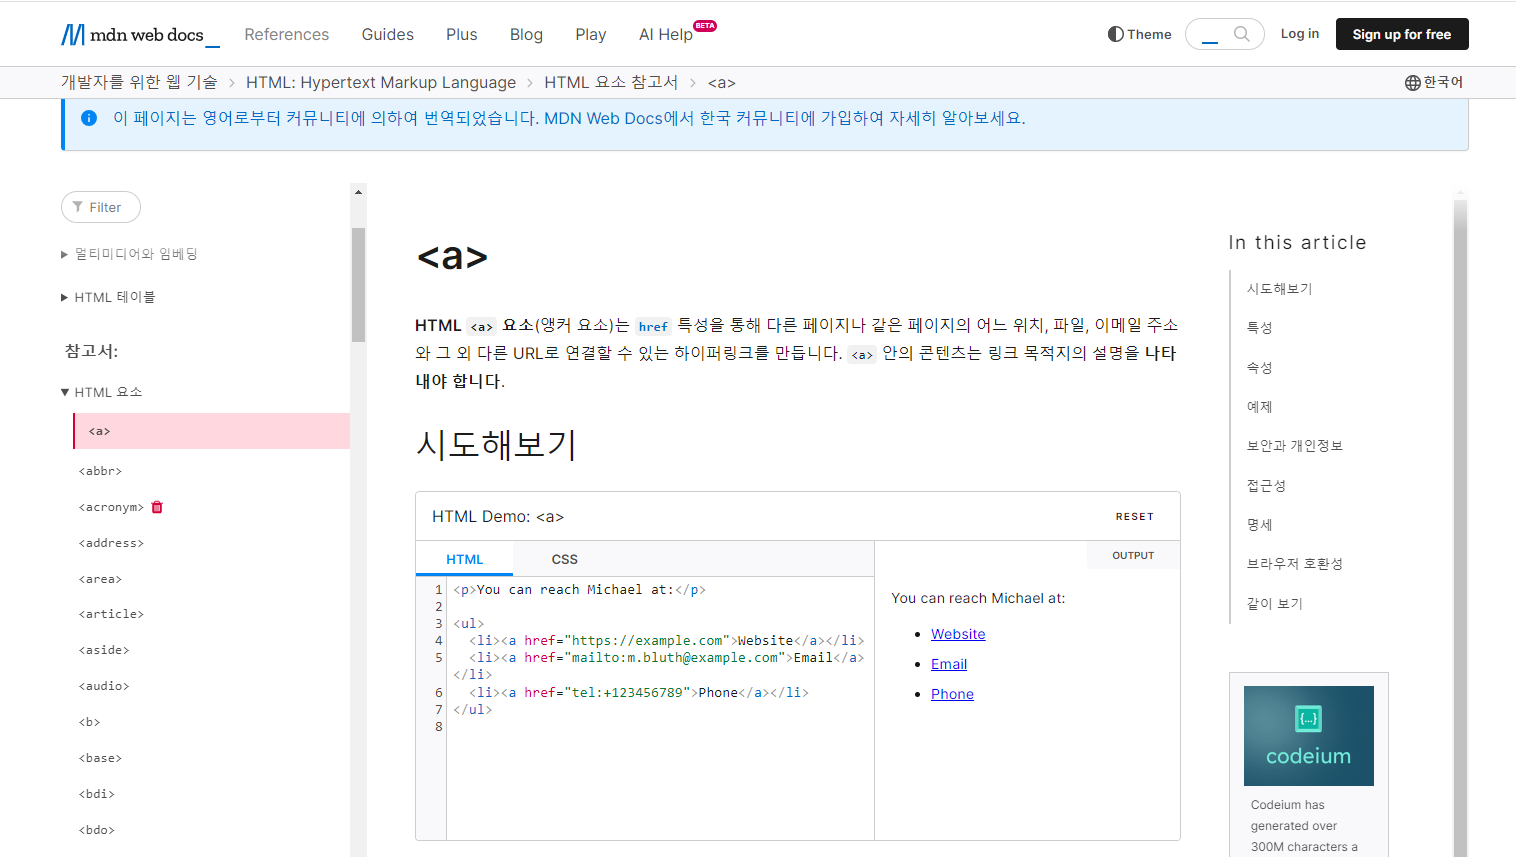 mdn web docs_
References
Guides
Plus
Blog
Play
AI Help BETA
Theme
Log in
Sign up for free
개발자를 위한 웹 기술 > HTML: Hypertext Markup Language > HTML 요소 참고서 > <a>
한국어
이 페이지는 영어로부터 커뮤니티에 의하여 번역되었습니다. MDN Web Docs에서 한국 커뮤니티에 가입하여 자세히 알아보세요.
Filter
멀티미디어와 임베딩
HTML 테이블
참고서:
HTML 요소
<a>
<abbr>
<acronym>
<address>
<area>
<article>
<aside>
<audio>
<b>
<base>
<bdi>
<bdo>
<a>
HTML <a> 요소(앵커 요소)는 href 특성을 통해 다른 페이지나 같은 페이지의 어느 위치, 파일, 이메일 주소
와 그 외 다른 URL로 연결할 수 있는 하이퍼링크를 만듭니다. <a> 안의 콘텐츠는 링크 목적지의 설명을 나타
내야 합니다.
시도해보기
HTML Demo: <a>
RESET
HTML
CSS
1 <p>You can reach Michael at:</p>
2
3 <ul>
4 <li><a href="https://example.com">Website</a></li>
5 <li><a href="mailto:m.bluth@example.com">Email</a>
</li>
6 <li><a href="tel:+123456789">Phone</a></li>
7 </ul>
8
OUTPUT
You can reach Michael at:
• Website
• Email
• Phone
In this article
시도해보기
특성
속성
예제
보안과 개인정보
접근성
명세
브라우저 호환성
같이 보기
{...}
codeium
Codeium has
generated over
300M characters a